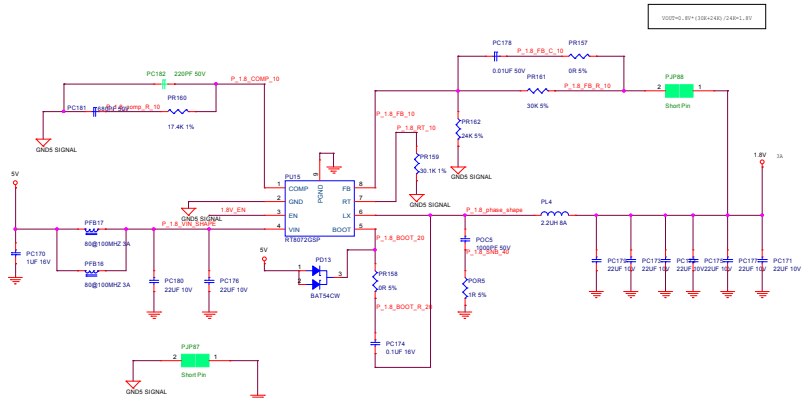 VOUT=0.8V*(30K+24K)/24K=1.8V
PC178
P_1.8_FB_C_10
PR157
0.01UF 50V
0R 5%
PC182
220PF 50V
P_1.8_COMP_10
PR161
P_1.8_FB_R_10
PJP88
2
1
30K 5%
Short Pin
PC181
680PF 50V
PR160
17.4K 1%
P_1.8_FB_10
PR162
24K 5%
P_1.8_RT_10
GND5 SIGNAL
PR159
30.1K 1%
GND5 SIGNAL
1.8V
3A
5V
PU15
9
PGND
1
COMP
FB
8
2
GND
RT
7
3
EN
LX
6
4
VIN
BOOT
5
RT8072GSP
GND5 SIGNAL
GND5 SIGNAL
1.8V_EN
P_1.8_VIN_SHAPE
PFB17
80@100MHZ 3A
PFB16
80@100MHZ 3A
PC170
1UF 16V
PC180
22UF 10V
PC176
22UF 10V
P_1.8_phase_shape
PL4
2.2UH 8A
P_1.8_BOOT_20
POC5
1000PF 50V
P_1.8_SNB_40
POR5
1R 5%
5V
PD13
1
2
3
BAT54CW
PR158
0R 5%
P_1.8_BOOT_R_20
PC174
0.1UF 16V
PC173
22UF 10V
PC175
22UF 10V
PC177
22UF 10V
PC171
22UF 10V
PJP87
2
1
Short Pin
GND5 SIGNAL